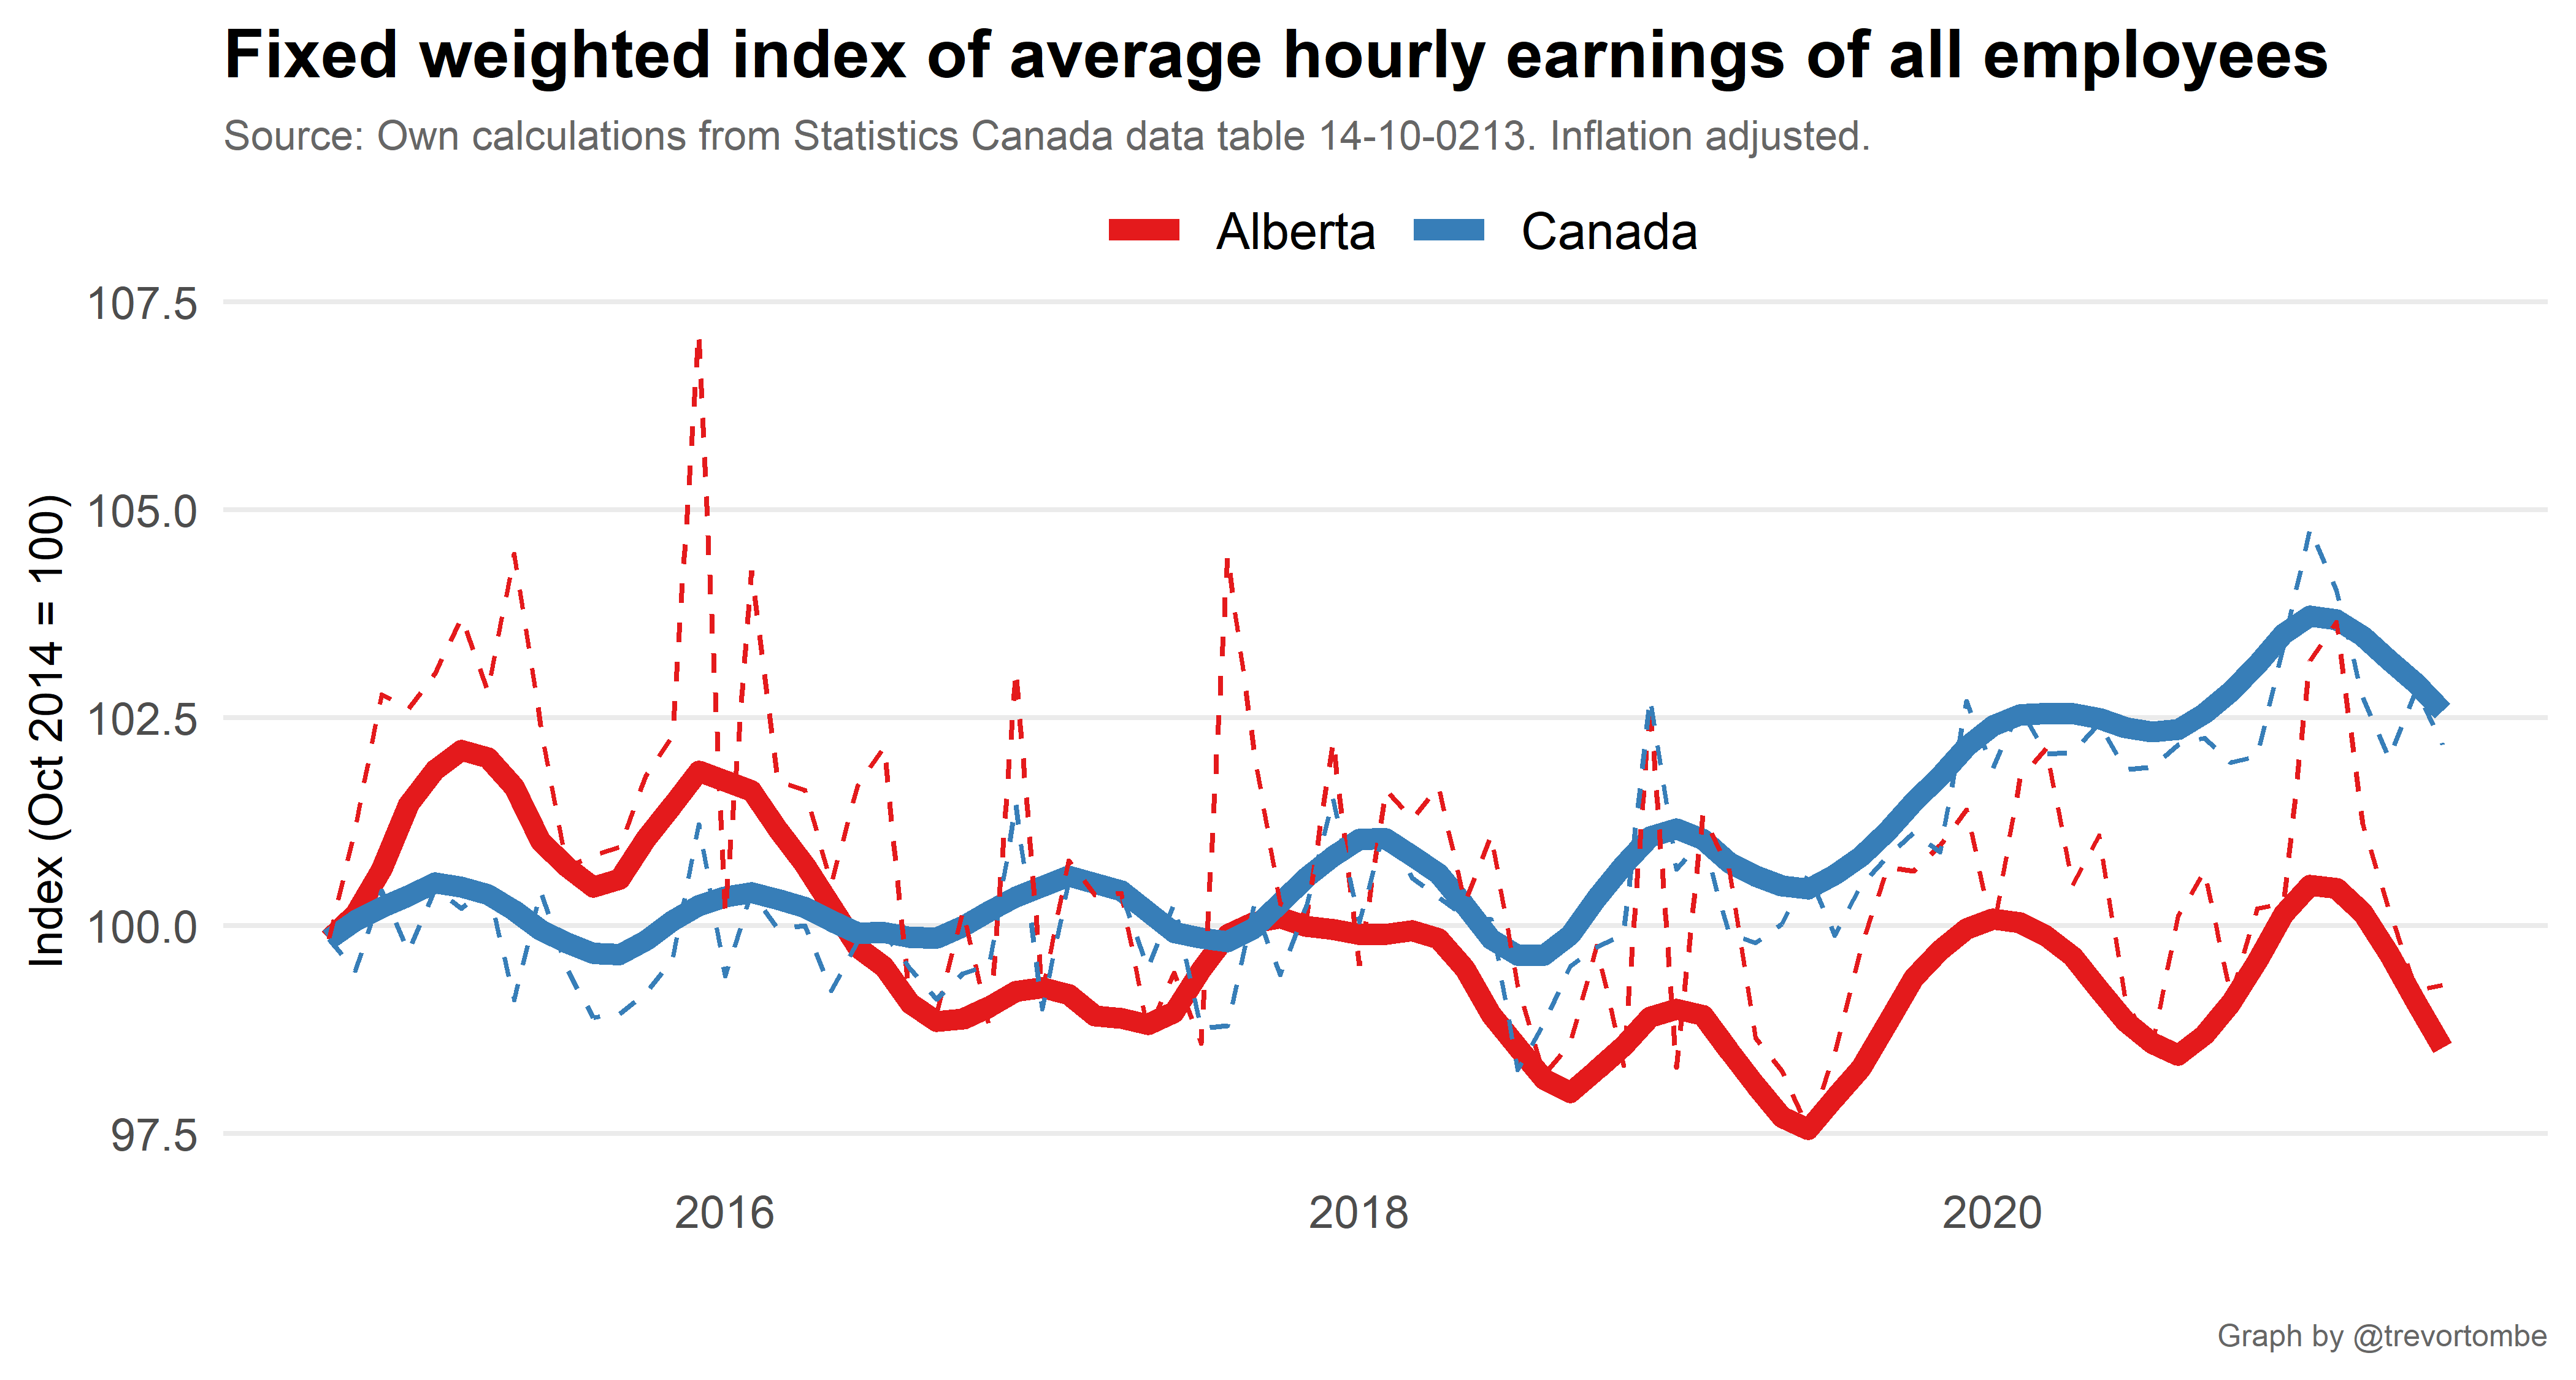 Fixed weighted index of average hourly earnings of all employees
Source: Own calculations from Statistics Canada data table 14-10-0213. Inflation adjusted.
Alberta Canada
Index (Oct 2014 = 100)
107.5
105.0
102.5
100.0
97.5
2016 2018 2020
Graph by @trevortombe